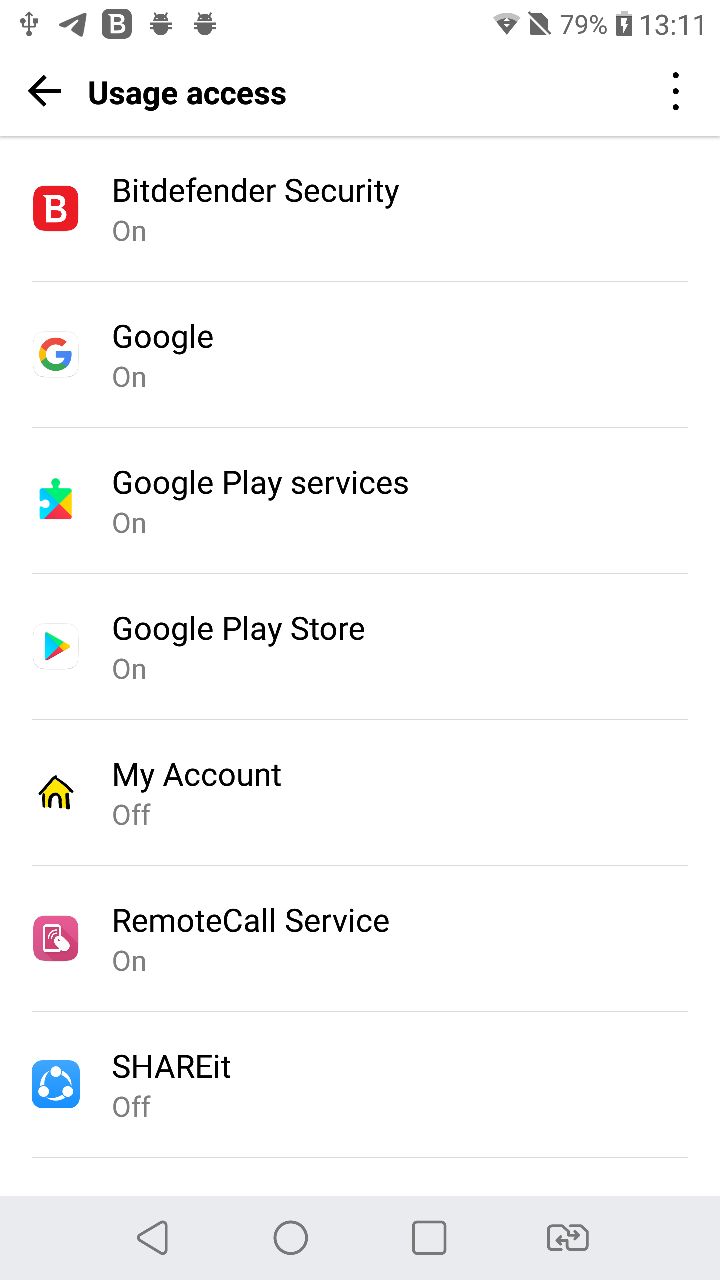 79% 13:11
Usage access
Bitdefender Security
On
Google
On
Google Play services
On
Google Play Store
On
My Account
Off
RemoteCall Service
On
SHAREit
Off